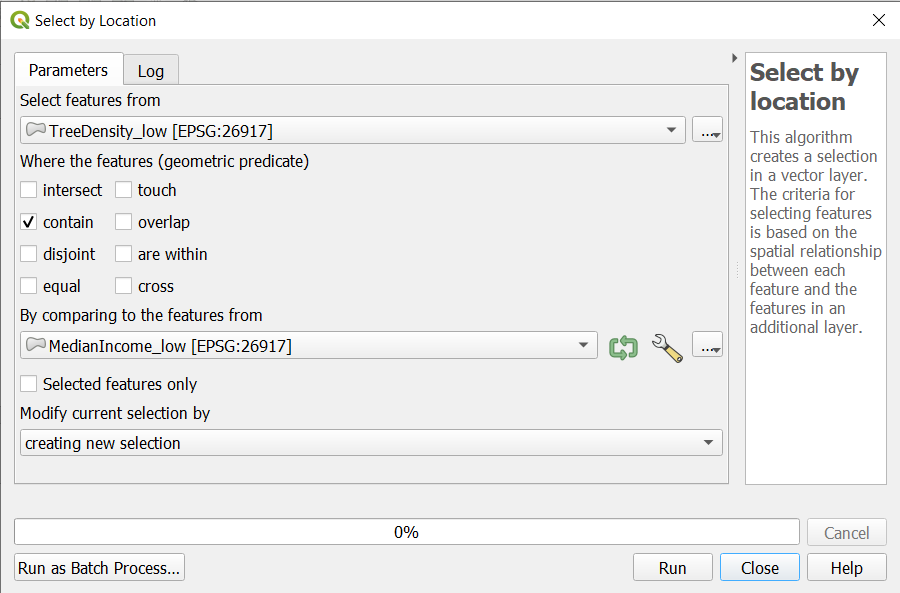 Select by Location
Parameters
Log
Select features from
TreeDensity_low [EPSG:26917]
...
Where the features (geometric predicate)
intersect
touch
contain
overlap
disjoint
are within
equal
cross
By comparing to the features from
MedianIncome_low [EPSG:26917]
...
Selected features only
Modify current selection by
creating new selection
Select by
location
This algorithm
creates a selection
in a vector layer.
The criteria for
selecting features
is based on the
spatial relationship
between each
feature and the
features in an
additional layer.
0%
Cancel
Run as Batch Process...
Run
Close
Help